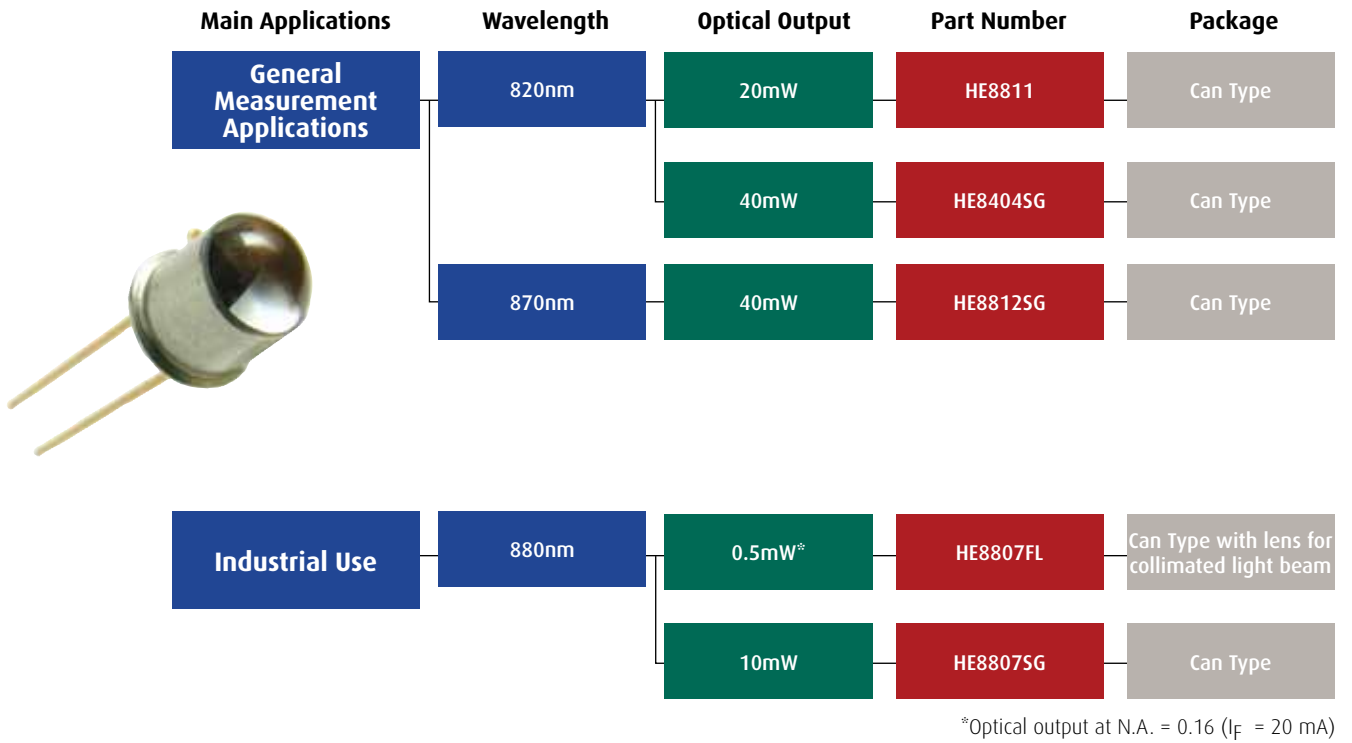 Main Applications Wavelength Optical Output Part Number Package
General
Measurement
Applications
820nm 20mW HE8811 Can Type
40mW HE8404SG Can Type
870nm 40mW HE8812SG Can Type
Industrial Use
880nm 0.5mW* HE8807FL Can Type with lens for
collimated light beam
10mW HE8807SG Can Type
*Optical output at N.A. = 0.16 (IF = 20 mA)